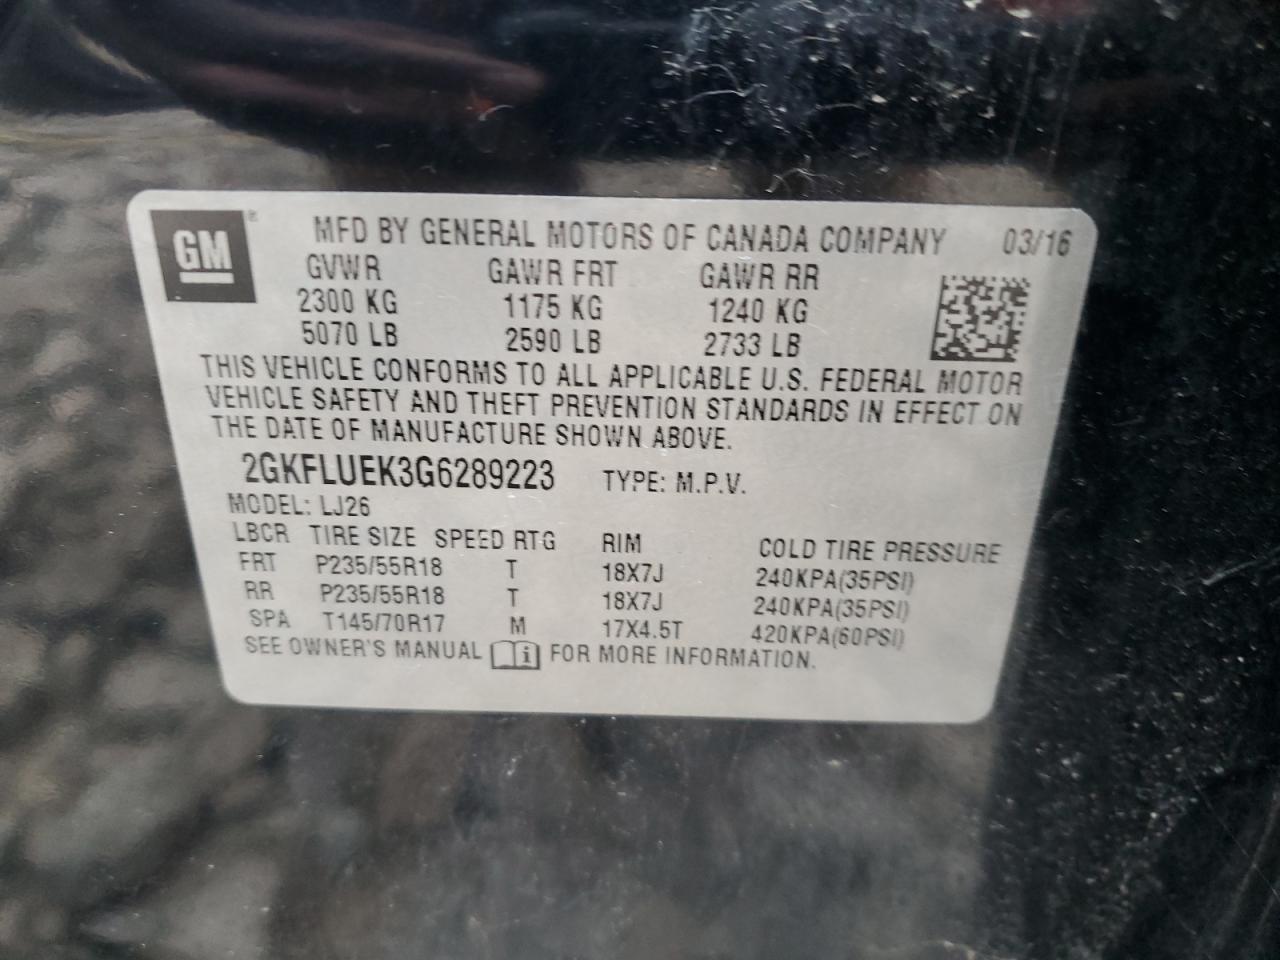 GM ® MFD BY GENERAL MOTORS OF CANADA COMPANY 03/16
GVWR GAWR FRT GAWR RR
2300 KG 1175 KG 1240 KG
5070 LB 2590 LB 2733 LB
THIS VEHICLE CONFORMS TO ALL APPLICABLE U.S. FEDERAL MOTOR
VEHICLE SAFETY AND THEFT PREVENTION STANDARDS IN EFFECT ON
THE DATE OF MANUFACTURE SHOWN ABOVE.
2GKFLUEK3G6289223 TYPE: M.P.V.
MODEL: LJ26
LBCR TIRE SIZE SPEED RTG RIM COLD TIRE PRESSURE
FRT P235/55R18 T 18X7J 240KPA(35PSI)
RR P235/55R18 T 18X7J 240KPA(35PSI)
SPA T145/70R17 M 17X4.5T 420KPA(60PSI)
SEE OWNER'S MANUAL i FOR MORE INFORMATION.